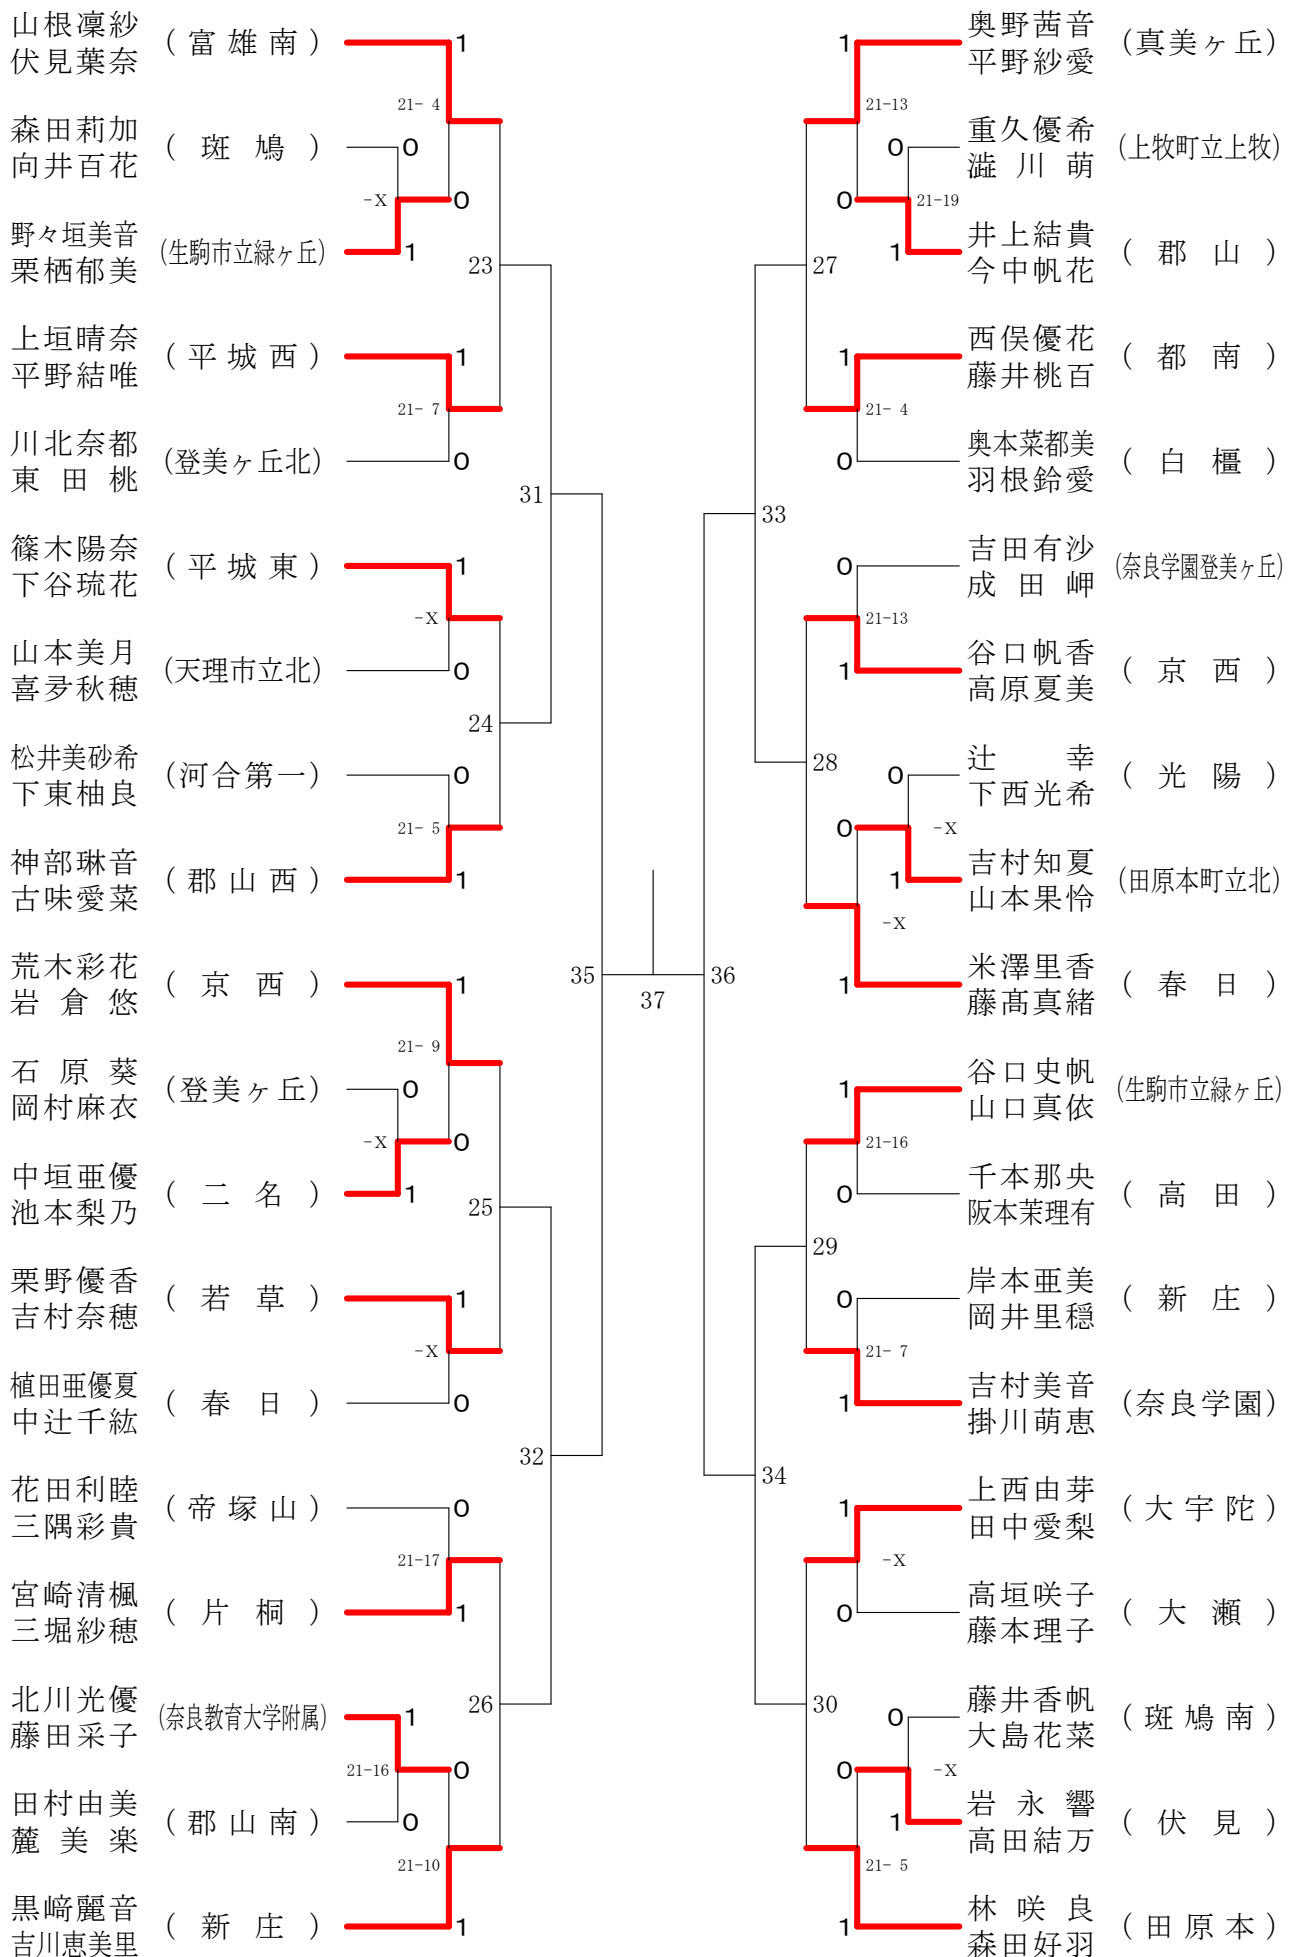 山根凜紗
伏見葉奈
(富雄南)
1
21- 4
森田莉加
向井百花
(斑鳩)
0
-X
0
野々垣美音
栗栖郁美
(生駒市立緑ヶ丘)
1
23
上垣晴奈
平野結唯
(平城西)
1
21- 7
川北奈都
東田桃
(登美ヶ丘北)
0
31
篠木陽奈
下谷琉花
(平城東)
1
-X
山本美月
喜夛秋穂
(天理市立北)
0
24
松井美砂希
下東柚良
(河合第一)
0
21- 5
神部琳音
古味愛菜
(郡山西)
1
35
荒木彩花
岩倉悠
(京西)
1
21- 9
石原葵
岡村麻衣
(登美ヶ丘)
0
-X
0
中垣亜優
池本梨乃
(二名)
1
25
栗野優香
吉村奈穂
(若草)
1
-X
植田亜優夏
中辻千紘
(春日)
0
32
花田利睦
三隅彩貴
(帝塚山)
0
21-17
宮崎清楓
三堀紗穂
(片桐)
1
26
北川光優
藤田采子
(奈良教育大学附属)
1
21-16
0
田村由美
麓美楽
(郡山南)
0
21-10
黒﨑麗音
吉川恵美里
(新庄)
1
37
1
奥野茜音
平野紗愛
(真美ヶ丘)
21-13
0
重久優希
澁川萌
(上牧町立上牧)
0
21-19
1
井上結貴
今中帆花
(郡山)
27
1
西俣優花
藤井桃百
(都南)
21- 4
0
奥本菜都美
羽根鈴愛
(白橿)
33
0
吉田有沙
成田岬
(奈良学園登美ヶ丘)
21-13
1
谷口帆香
高原夏美
(京西)
28
0
辻幸
下西光希
(光陽)
0
-X
1
吉村知夏
山本果怜
(田原本町立北)
-X
36
1
米澤里香
藤髙真緒
(春日)
1
谷口史帆
山口真依
(生駒市立緑ヶ丘)
21-16
0
千本那央
阪本茉理有
(高田)
29
0
岸本亜美
岡井里穏
(新庄)
21- 7
1
吉村美音
掛川萌恵
(奈良学園)
34
1
上西由芽
田中愛梨
(大宇陀)
-X
0
高垣咲子
藤本理子
(大瀬)
30
0
藤井香帆
大島花菜
(斑鳩南)
0
-X
1
岩永響
高田結万
(伏見)
21- 5
1
林咲良
森田好羽
(田原本)